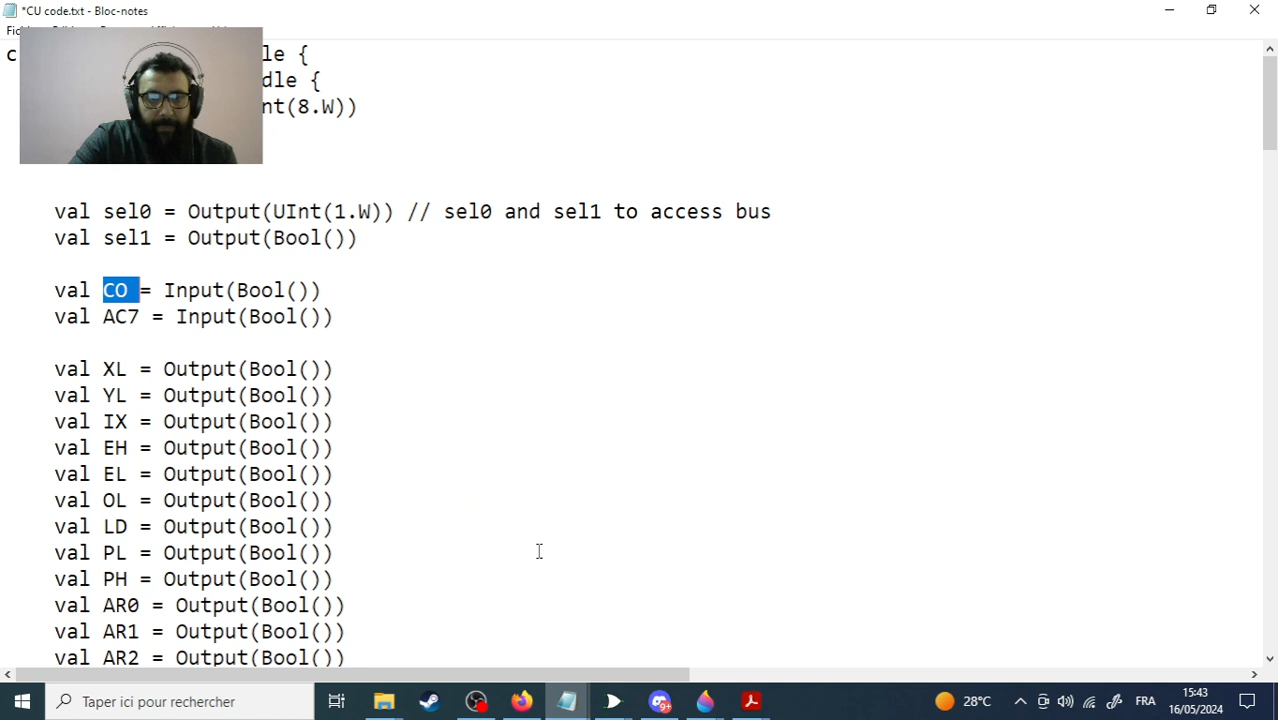 *CU code.txt - Bloc-notes
le {
dle {
nt(8.W))
val sel0 = Output(UInt(1.W)) // sel0 and sel1 to access bus
val sel1 = Output(Bool())
val CO = Input(Bool())
val AC7 = Input(Bool())
val XL = Output(Bool())
val YL = Output(Bool())
val IX = Output(Bool())
val EH = Output(Bool())
val EL = Output(Bool())
val OL = Output(Bool())
val LD = Output(Bool())
val PL = Output(Bool())
val PH = Output(Bool())
val AR0 = Output(Bool())
val AR1 = Output(Bool())
val AR2 = Output(Bool())
Taper ici pour rechercher
9+
28°C
FRA
15:43
16/05/2024